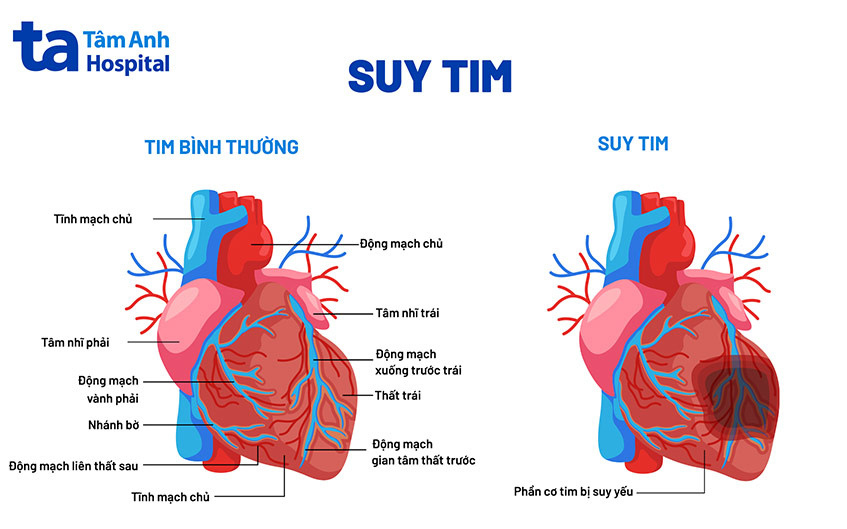 ta Tâm Anh
Hospital
SUY TIM
TIM BÌNH THƯỜNG
Tĩnh mạch chủ
Động mạch chủ
Tâm nhĩ trái
Tâm nhĩ phải
Động mạch
xuống trước trái
Động mạch
vành phải
Thất trái
Nhánh bờ
Động mạch
gian tâm thất trước
Động mạch liên thất sau
Tĩnh mạch chủ
SUY TIM
Phần cơ tim bị suy yếu